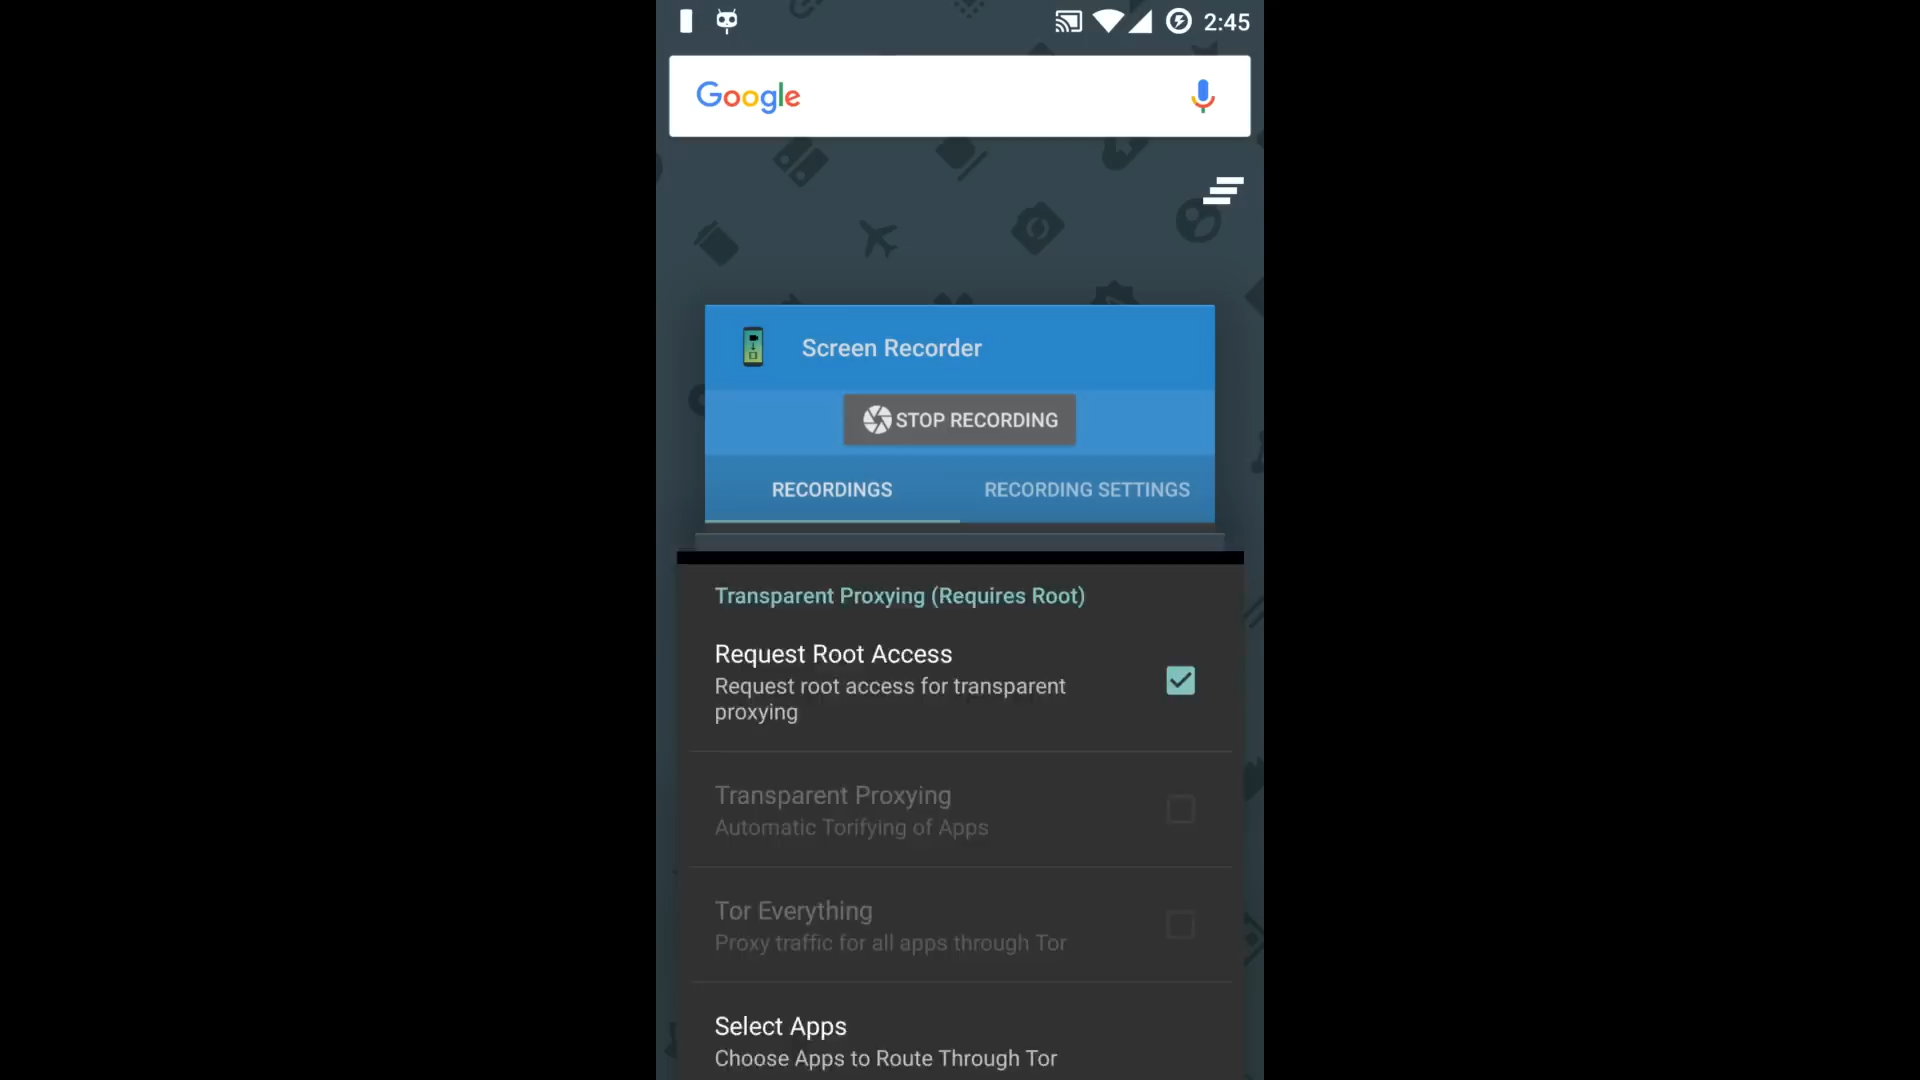 2:45
Google
Screen Recorder
STOP RECORDING
RECORDINGS
RECORDING SETTINGS
Transparent Proxying (Requires Root)
Request Root Access
Request root access for transparent
proxying
Transparent Proxying
Automatic Torifying of Apps
Tor Everything
Proxy traffic for all apps through Tor
Select Apps
Choose Apps to Route Through Tor